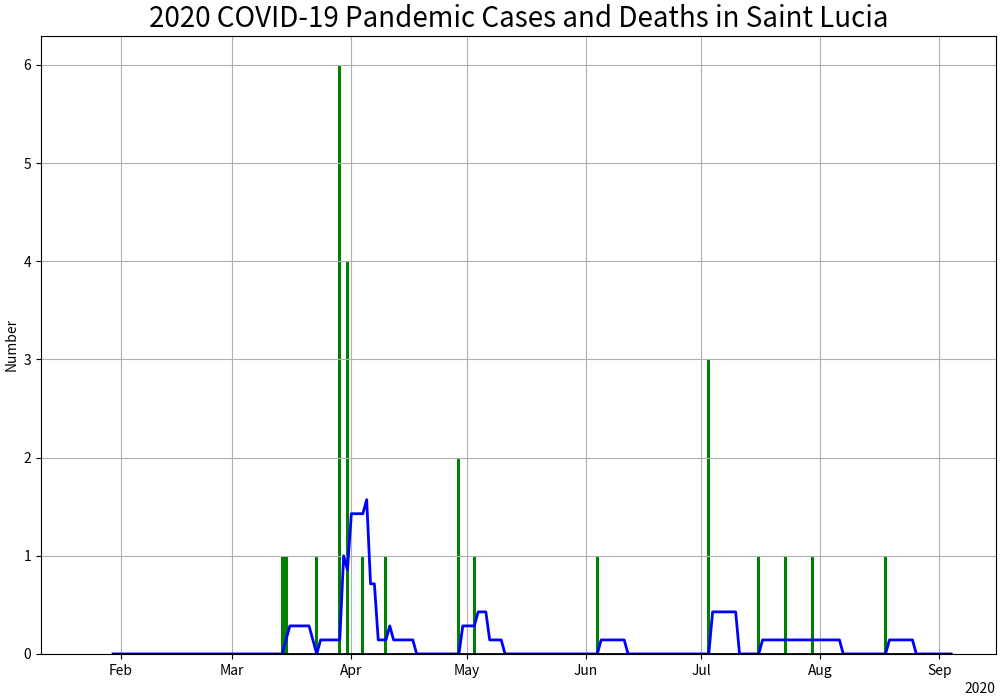 2020 COVID-19 Pandemic Cases and Deaths in Saint Lucia
6
5
4
3
2
1
0
Number
Feb Mar Apr May Jun Jul Aug Sep
2020